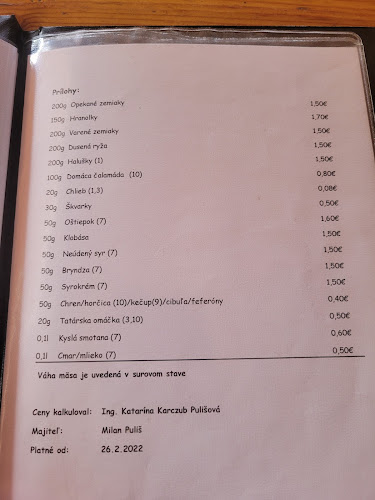 Prílohy:
200g Opekané zemiaky 1,50€
150g Hranolky 1,70€
200g Varené zemiaky 1,50€
200g Dusená ryža 1,50€
200g Halušky (1) 1,50€
100g Domáca čalamáda (10) 0,80€
20g Chlieb (1,3) 0,08€
30g Škvarky 0,50€
50g Oštiepok (7) 1,60€
50g Klobása 1,50€
50g Neúdený syr (7) 1,50€
50g Bryndza (7) 1,50€
50g Syrokrém (7) 1,50€
50g Chren/horčica (10)/kečup(9)/cibuľa/feferóny 0,40€
20g Tatárska omáčka (3,10) 0,50€
0,1l Kyslá smotana (7) 0,60€
0,1l Cmar/mlieko (7) 0,50€
Váha mäsa je uvedená v surovom stave
Ceny kalkuloval: Ing. Katarína Karczub Pulišová
Majiteľ: Milan Puliš
Platné od: 26.2.2022